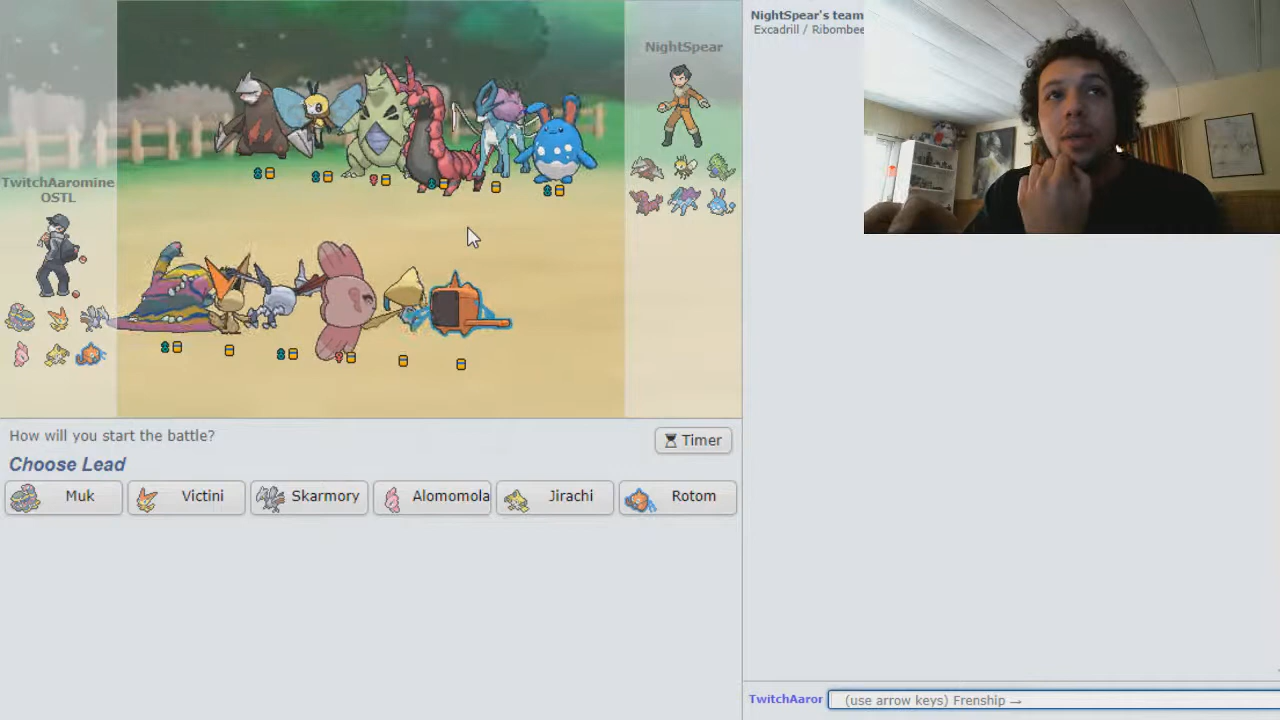 NightSpear's team
Excadrill / Ribombee
NightSpear
TwitchAaromine
OSTL
How will you start the battle?
Timer
Choose Lead
Muk
Victini
Skarmory
Alomomola
Jirachi
Rotom
TwitchAaror
(use arrow keys) Frenship →